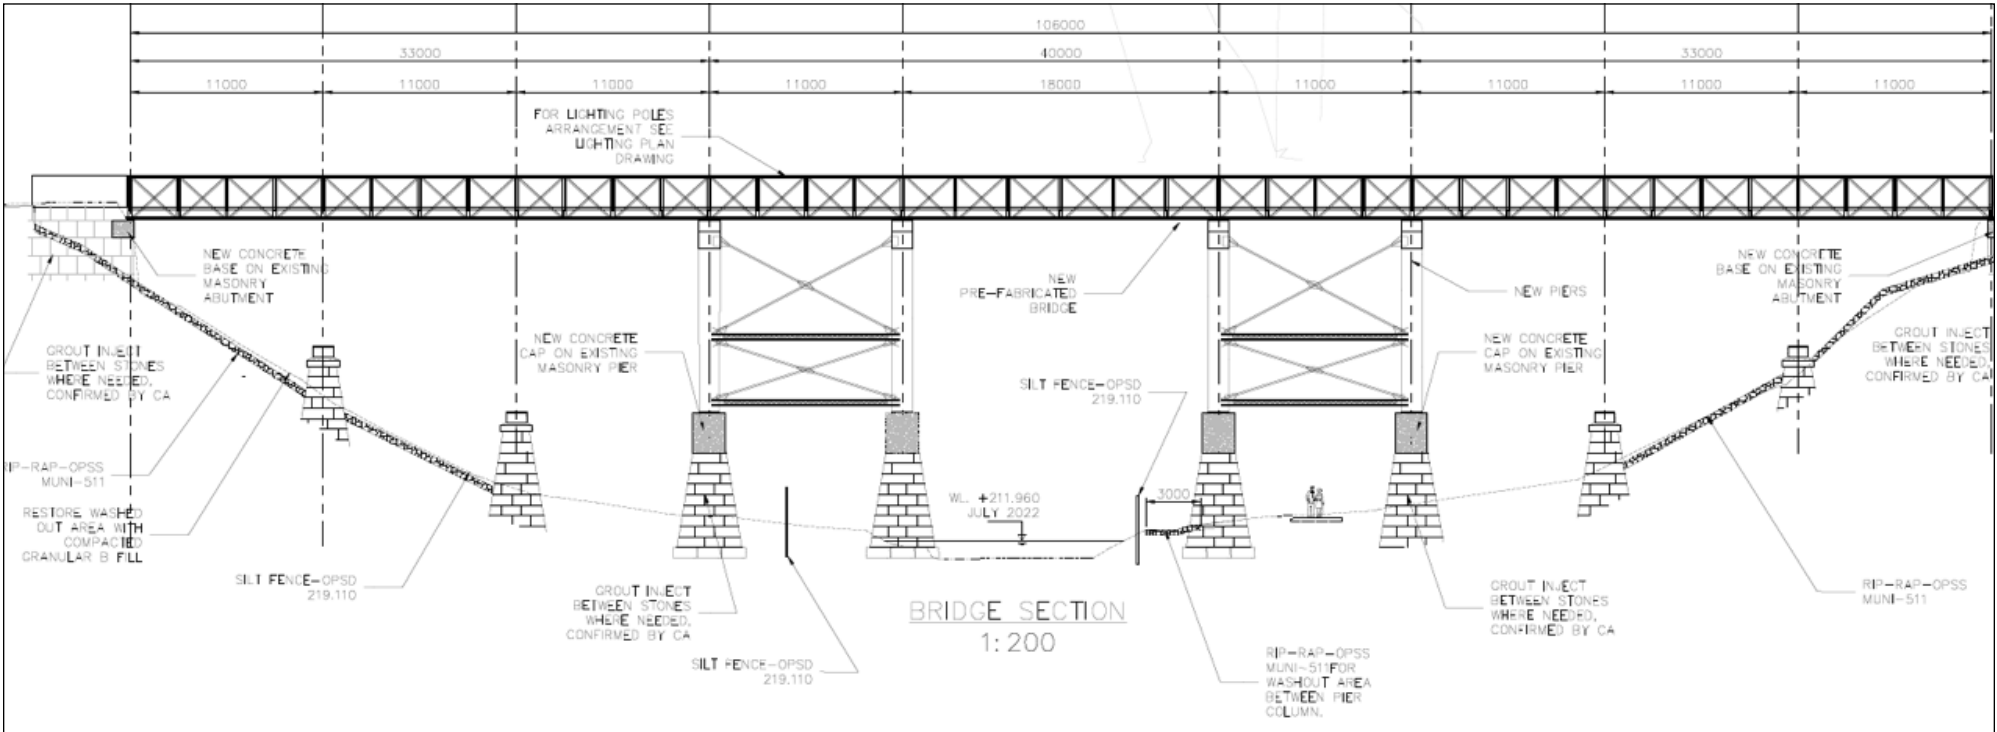 106000
33000
40000
33000
11000
11000
11000
11000
18000
11000
11000
11000
11000
FOR LIGHTING POLES
ARRANGEMENT SEE
LIGHTING PLAN
DRAWING
NEW CONCRETE
BASE ON EXISTING
MASONRY
ABUTMENT
NEW
PRE-FABRICATED
BRIDGE
NEW PIERS
NEW CONCRETE
BASE ON EXISTING
MASONRY
ABUTMENT
GROUT INJECT
BETWEEN STONES
WHERE NEEDED,
CONFIRMED BY CA
NEW CONCRETE
CAP ON EXISTING
MASONRY PIER
SILT FENCE-OPSD
219.110
NEW CONCRETE
CAP ON EXISTING
MASONRY PIER
GROUT INJECT
BETWEEN STONES
WHERE NEEDED,
CONFIRMED BY CA
RIP-RAP-OPSS
MUNI-511
RESTORE WASHED
OUT AREA WITH
COMPACTED
GRANULAR B FILL
WL. +211.960
JULY 2022
3000
SILT FENCE-OPSD
219.110
GROUT INJECT
BETWEEN STONES
WHERE NEEDED,
CONFIRMED BY CA
SILT FENCE-OPSD
219.110
BRIDGE SECTION
1:200
RIP-RAP-OPSS
MUNI-511FOR
WASHOUT AREA
BETWEEN PIER
COLUMN.
GROUT INJECT
BETWEEN STONES
WHERE NEEDED,
CONFIRMED BY CA
RIP-RAP-OPSS
MUNI-511